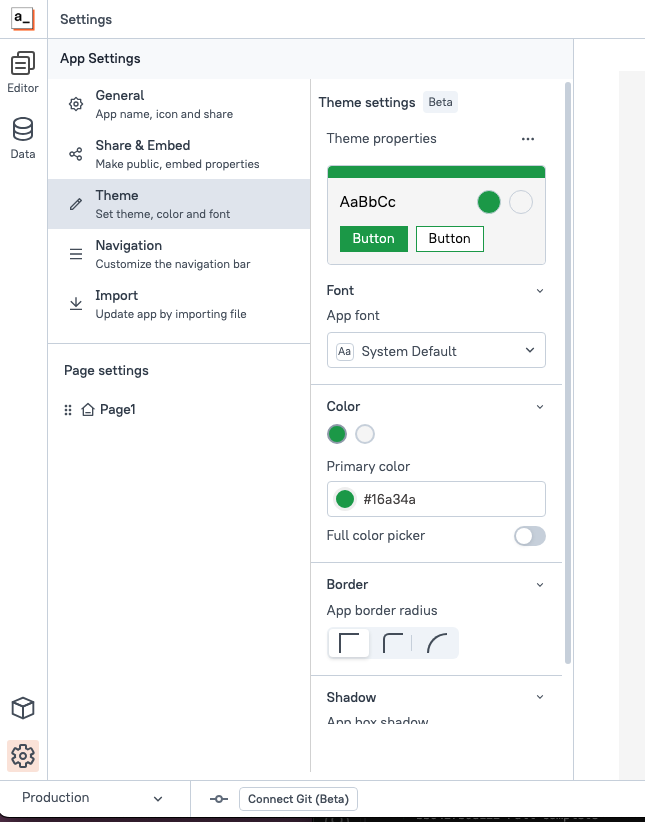 a_
Settings
Editor
Data
App Settings
General
App name, icon and share
Share & Embed
Make public, embed properties
Theme
Set theme, color and font
Navigation
Customize the navigation bar
Import
Update app by importing file
Page settings
Page1
Theme settings Beta
Theme properties
AaBbCc
Button Button
Font
App font
Aa System Default
Color
Primary color
#16a34a
Full color picker
Border
App border radius
Shadow
App box shadow
Production
Connect Git (Beta)